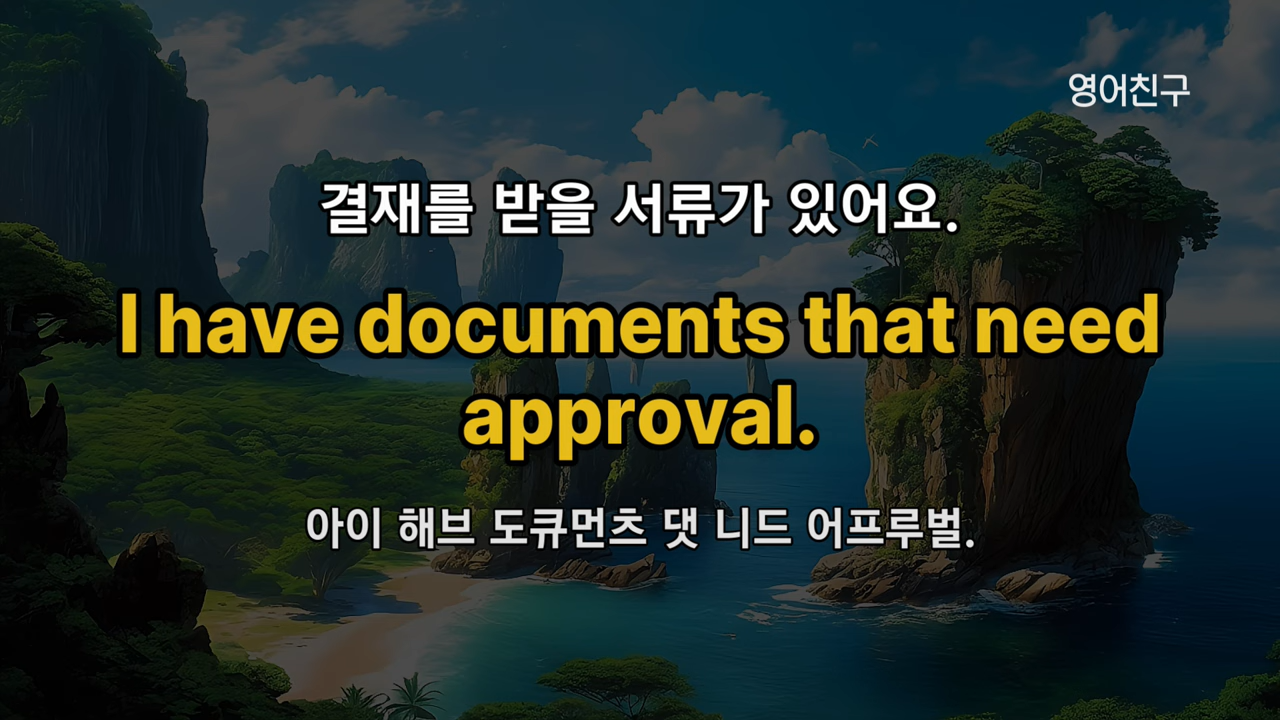 영어친구
결재를 받을 서류가 있어요.
I have documents that need
approval.
아이 해브 도큐먼츠 댓 니드 어프루벌.